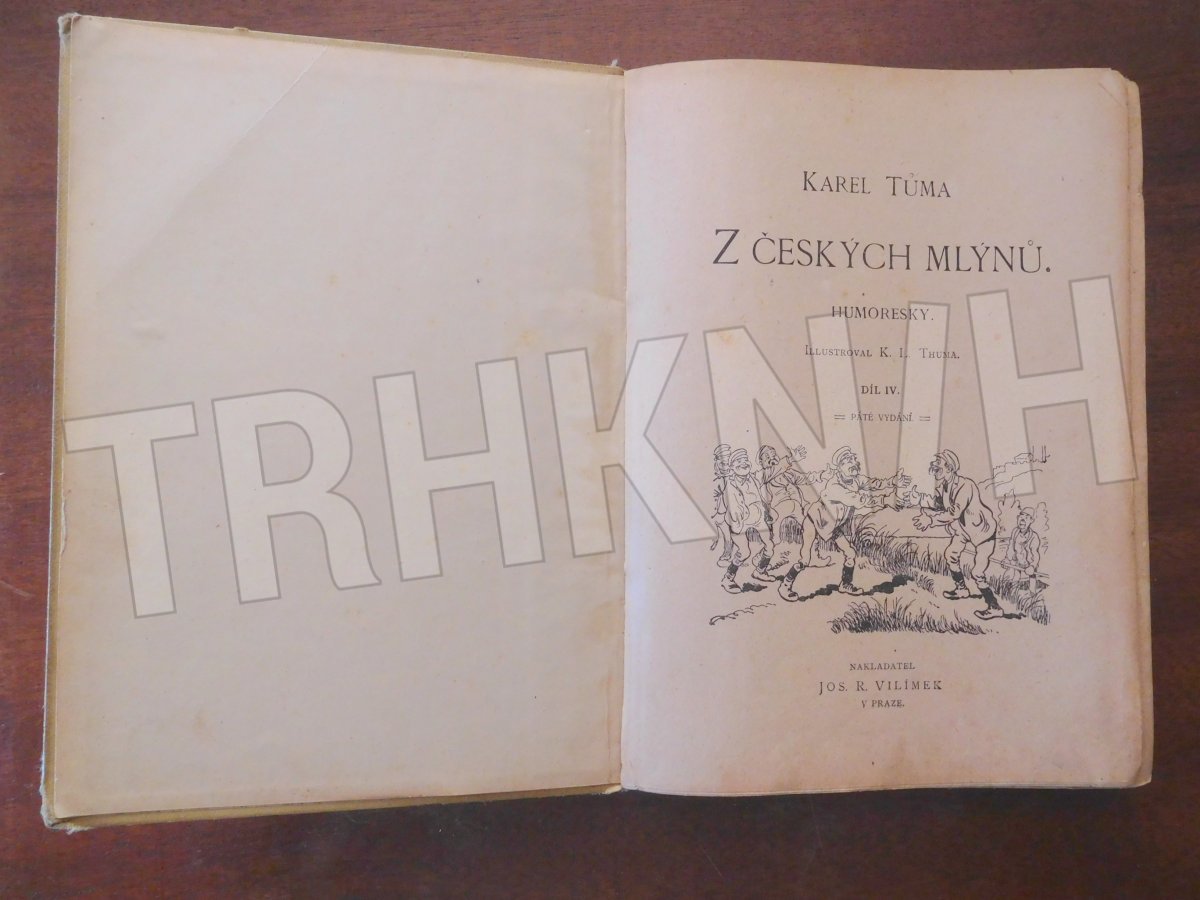 KAREL TŮMA
Z ČESKÝCH MLÝNŮ.
HUMORESKY.
ILLUSTROVAL K. L. THUMA.
DÍL IV.
= PÁTÉ VYDÁNÍ. =
TRHKNIH
NAKLADATEL
JOS. R. VILÍMEK
V PRAZE.